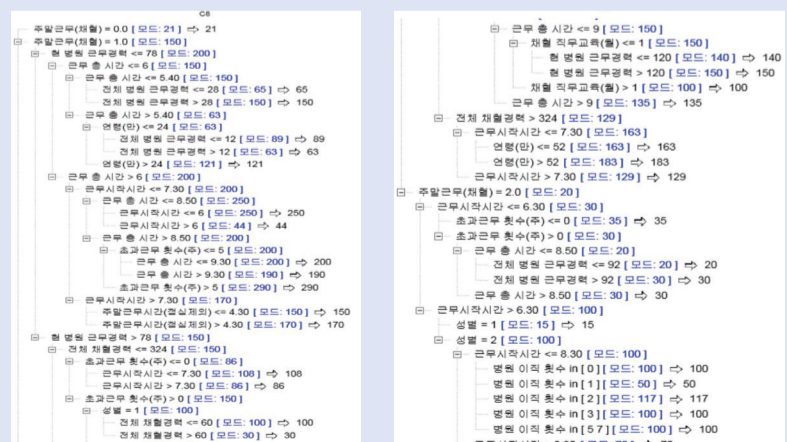 C6
주말근무(채혈) = 0.0 [ 모드: 21 ] ⇨ 21
주말근무(채혈) = 1.0 [ 모드: 150 ]
현 병원 근무경력 <= 78 [ 모드: 200 ]
근무 총 시간 <= 6 [ 모드: 150 ]
근무 총 시간 <= 5.40 [ 모드: 150 ]
전체 병원 근무경력 <= 28 [ 모드: 65 ] ⇨ 65
전체 병원 근무경력 > 28 [ 모드: 150 ] ⇨ 150
근무 총 시간 > 5.40 [ 모드: 63 ]
연령(만) <= 24 [ 모드: 63 ]
전체 병원 근무경력 <= 12 [ 모드: 89 ] ⇨ 89
전체 병원 근무경력 > 12 [ 모드: 63 ] ⇨ 63
연령(만) > 24 [ 모드: 121 ] ⇨ 121
근무 총 시간 > 6 [ 모드: 200 ]
근무시작시간 <= 7.30 [ 모드: 200 ]
근무 총 시간 <= 8.50 [ 모드: 250 ]
근무시작시간 <= 6 [ 모드: 250 ] ⇨ 250
근무시작시간 > 6 [ 모드: 44 ] ⇨ 44
근무 총 시간 > 8.50 [ 모드: 200 ]
초과근무 횟수(주) <= 5 [ 모드: 200 ]
근무 총 시간 <= 9.30 [ 모드: 200 ] ⇨ 200
근무 총 시간 > 9.30 [ 모드: 190 ] ⇨ 190
초과근무 횟수(주) > 5 [ 모드: 290 ] ⇨ 290
근무시작시간 > 7.30 [ 모드: 170 ]
주말근무시간(점심제외) <= 4.30 [ 모드: 150 ] ⇨ 150
주말근무시간(점심제외) > 4.30 [ 모드: 170 ] ⇨ 170
현 병원 근무경력 > 78 [ 모드: 150 ]
전체 채혈경력 <= 324 [ 모드: 150 ]
초과근무 횟수(주) <= 0 [ 모드: 86 ]
근무시작시간 <= 7.30 [ 모드: 108 ] ⇨ 108
근무시작시간 > 7.30 [ 모드: 86 ] ⇨ 86
초과근무 횟수(주) > 0 [ 모드: 150 ]
성별 = 1 [ 모드: 100 ]
전체 채혈경력 <= 60 [ 모드: 100 ] ⇨ 100
전체 채혈경력 > 60 [ 모드: 30 ] ⇨ 30
근무 총 시간 <= 9 [ 모드: 150 ]
채혈 직무교육(월) <= 1 [ 모드: 150 ]
현 병원 근무경력 <= 120 [ 모드: 140 ] ⇨ 140
현 병원 근무경력 > 120 [ 모드: 150 ] ⇨ 150
채혈 직무교육(월) > 1 [ 모드: 100 ] ⇨ 100
근무 총 시간 > 9 [ 모드: 135 ] ⇨ 135
전체 채혈경력 > 324 [ 모드: 129 ]
근무시작시간 <= 7.30 [ 모드: 163 ]
연령(만) <= 52 [ 모드: 163 ] ⇨ 163
연령(만) > 52 [ 모드: 183 ] ⇨ 183
근무시작시간 > 7.30 [ 모드: 129 ] ⇨ 129
주말근무(채혈) = 2.0 [ 모드: 20 ]
근무시작시간 <= 6.30 [ 모드: 30 ]
초과근무 횟수(주) <= 0 [ 모드: 35 ] ⇨ 35
초과근무 횟수(주) > 0 [ 모드: 30 ]
근무 총 시간 <= 8.50 [ 모드: 20 ]
전체 병원 근무경력 <= 92 [ 모드: 20 ] ⇨ 20
전체 병원 근무경력 > 92 [ 모드: 30 ] ⇨ 30
근무 총 시간 > 8.50 [ 모드: 30 ] ⇨ 30
근무시작시간 > 6.30 [ 모드: 100 ]
성별 = 1 [ 모드: 15 ] ⇨ 15
성별 = 2 [ 모드: 100 ]
근무시작시간 <= 8.30 [ 모드: 100 ]
병원 이직 횟수 in [ 0 ] [ 모드: 100 ] ⇨ 100
병원 이직 횟수 in [ 1 ] [ 모드: 50 ] ⇨ 50
병원 이직 횟수 in [ 2 ] [ 모드: 117 ] ⇨ 117
병원 이직 횟수 in [ 3 ] [ 모드: 100 ] ⇨ 100
병원 이직 횟수 in [ 5 7 ] [ 모드: 100 ] ⇨ 100